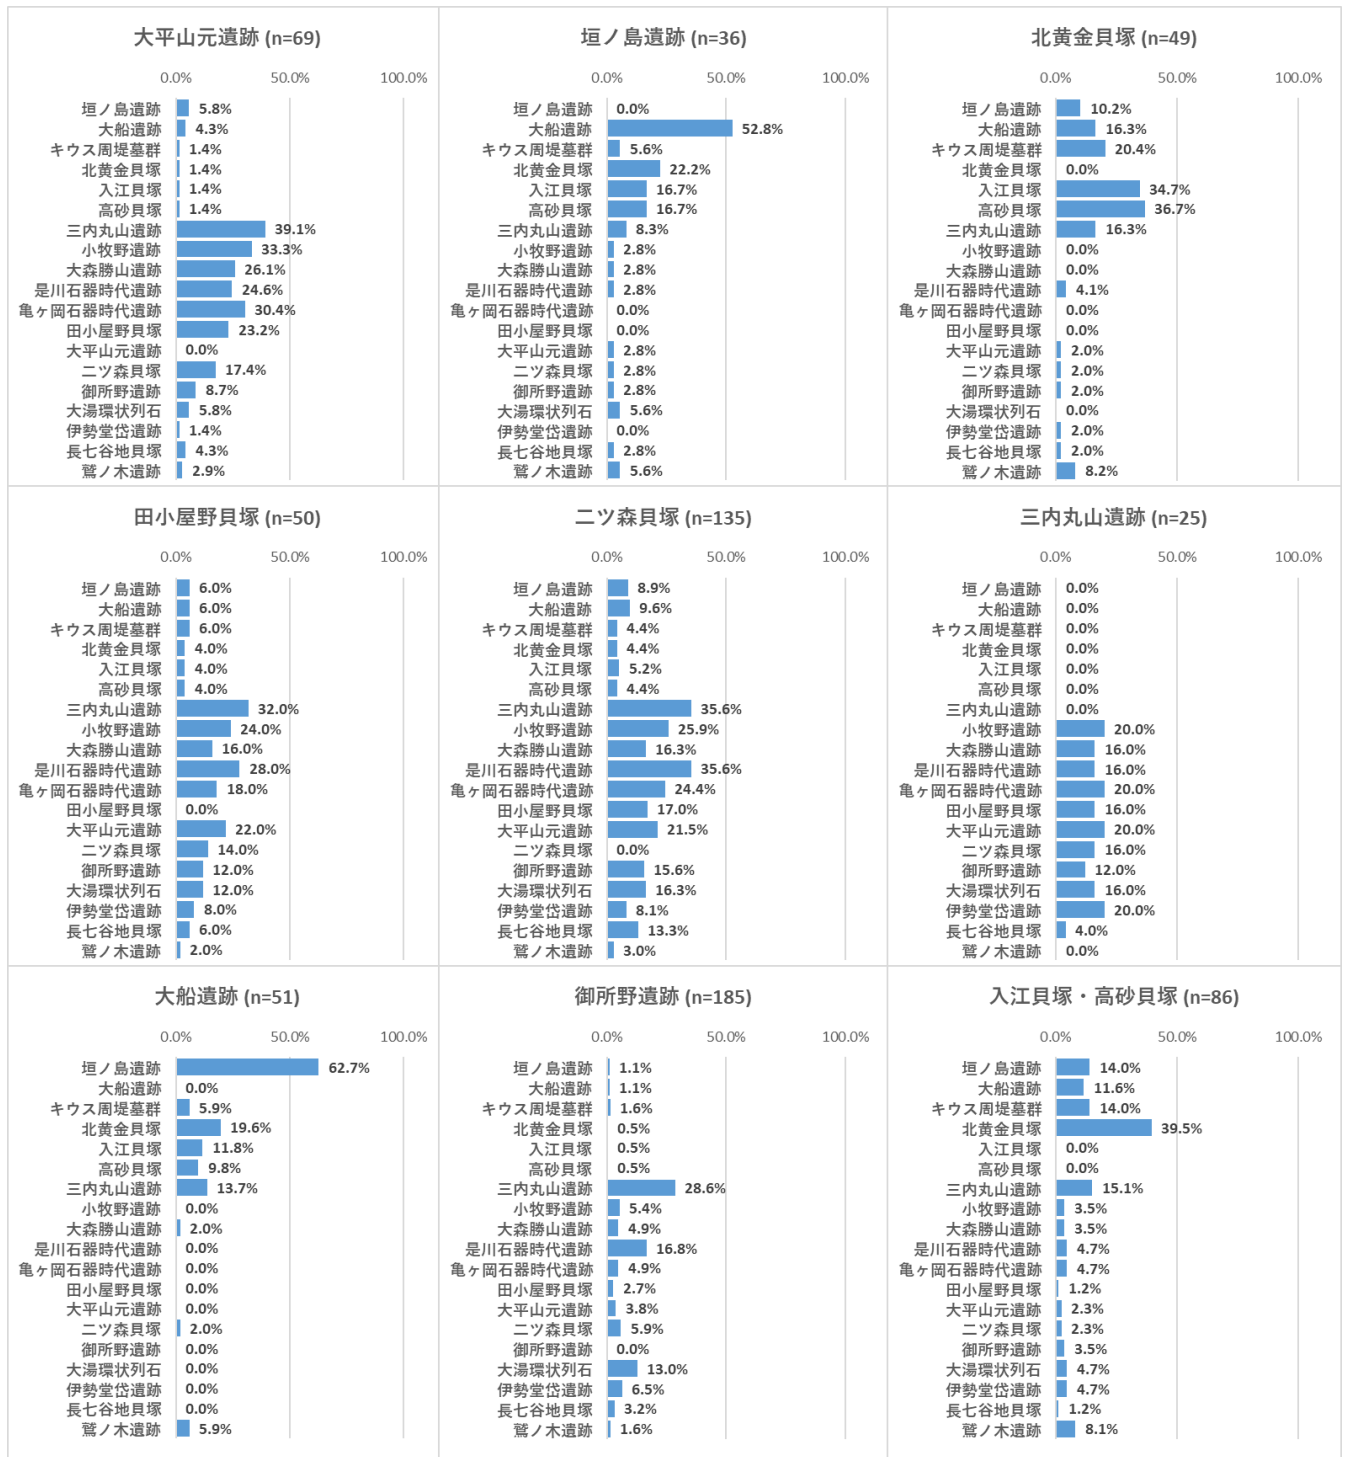 大平山元遺跡 (n=69)
0.0% 50.0% 100.0%
垣ノ島遺跡 5.8%
大船遺跡 4.3%
キウス周堤墓群 1.4%
北黄金貝塚 1.4%
入江貝塚 1.4%
高砂貝塚 1.4%
三内丸山遺跡 39.1%
小牧野遺跡 33.3%
大森勝山遺跡 26.1%
是川石器時代遺跡 24.6%
亀ヶ岡石器時代遺跡 30.4%
田小屋野貝塚 23.2%
大平山元遺跡 0.0%
二ツ森貝塚 17.4%
御所野遺跡 8.7%
大湯環状列石 5.8%
伊勢堂岱遺跡 1.4%
長七谷地貝塚 4.3%
鷲ノ木遺跡 2.9%
垣ノ島遺跡 (n=36)
0.0% 50.0% 100.0%
垣ノ島遺跡 0.0%
大船遺跡 52.8%
キウス周堤墓群 5.6%
北黄金貝塚 22.2%
入江貝塚 16.7%
高砂貝塚 16.7%
三内丸山遺跡 8.3%
小牧野遺跡 2.8%
大森勝山遺跡 2.8%
是川石器時代遺跡 2.8%
亀ヶ岡石器時代遺跡 0.0%
田小屋野貝塚 0.0%
大平山元遺跡 2.8%
二ツ森貝塚 2.8%
御所野遺跡 2.8%
大湯環状列石 5.6%
伊勢堂岱遺跡 0.0%
長七谷地貝塚 2.8%
鷲ノ木遺跡 5.6%
北黄金貝塚 (n=49)
0.0% 50.0% 100.0%
垣ノ島遺跡 10.2%
大船遺跡 16.3%
キウス周堤墓群 20.4%
北黄金貝塚 0.0%
入江貝塚 34.7%
高砂貝塚 36.7%
三内丸山遺跡 16.3%
小牧野遺跡 0.0%
大森勝山遺跡 0.0%
是川石器時代遺跡 4.1%
亀ヶ岡石器時代遺跡 0.0%
田小屋野貝塚 0.0%
大平山元遺跡 2.0%
二ツ森貝塚 2.0%
御所野遺跡 2.0%
大湯環状列石 0.0%
伊勢堂岱遺跡 2.0%
長七谷地貝塚 2.0%
鷲ノ木遺跡 8.2%
田小屋野貝塚 (n=50)
0.0% 50.0% 100.0%
垣ノ島遺跡 6.0%
大船遺跡 6.0%
キウス周堤墓群 6.0%
北黄金貝塚 4.0%
入江貝塚 4.0%
高砂貝塚 4.0%
三内丸山遺跡 32.0%
小牧野遺跡 24.0%
大森勝山遺跡 16.0%
是川石器時代遺跡 28.0%
亀ヶ岡石器時代遺跡 18.0%
田小屋野貝塚 0.0%
大平山元遺跡 22.0%
二ツ森貝塚 14.0%
御所野遺跡 12.0%
大湯環状列石 12.0%
伊勢堂岱遺跡 8.0%
長七谷地貝塚 6.0%
鷲ノ木遺跡 2.0%
二ツ森貝塚 (n=135)
0.0% 50.0% 100.0%
垣ノ島遺跡 8.9%
大船遺跡 9.6%
キウス周堤墓群 4.4%
北黄金貝塚 4.4%
入江貝塚 5.2%
高砂貝塚 4.4%
三内丸山遺跡 35.6%
小牧野遺跡 25.9%
大森勝山遺跡 16.3%
是川石器時代遺跡 35.6%
亀ヶ岡石器時代遺跡 24.4%
田小屋野貝塚 17.0%
大平山元遺跡 21.5%
二ツ森貝塚 0.0%
御所野遺跡 15.6%
大湯環状列石 16.3%
伊勢堂岱遺跡 8.1%
長七谷地貝塚 13.3%
鷲ノ木遺跡 3.0%
三内丸山遺跡 (n=25)
0.0% 50.0% 100.0%
垣ノ島遺跡 0.0%
大船遺跡 0.0%
キウス周堤墓群 0.0%
北黄金貝塚 0.0%
入江貝塚 0.0%
高砂貝塚 0.0%
三内丸山遺跡 0.0%
小牧野遺跡 20.0%
大森勝山遺跡 16.0%
是川石器時代遺跡 16.0%
亀ヶ岡石器時代遺跡 20.0%
田小屋野貝塚 16.0%
大平山元遺跡 20.0%
二ツ森貝塚 16.0%
御所野遺跡 12.0%
大湯環状列石 16.0%
伊勢堂岱遺跡 20.0%
長七谷地貝塚 4.0%
鷲ノ木遺跡 0.0%
大船遺跡 (n=51)
0.0% 50.0% 100.0%
垣ノ島遺跡 62.7%
大船遺跡 0.0%
キウス周堤墓群 5.9%
北黄金貝塚 19.6%
入江貝塚 11.8%
高砂貝塚 9.8%
三内丸山遺跡 13.7%
小牧野遺跡 0.0%
大森勝山遺跡 2.0%
是川石器時代遺跡 0.0%
亀ヶ岡石器時代遺跡 0.0%
田小屋野貝塚 0.0%
大平山元遺跡 0.0%
二ツ森貝塚 2.0%
御所野遺跡 0.0%
大湯環状列石 0.0%
伊勢堂岱遺跡 0.0%
長七谷地貝塚 0.0%
鷲ノ木遺跡 5.9%
御所野遺跡 (n=185)
0.0% 50.0% 100.0%
垣ノ島遺跡 1.1%
大船遺跡 1.1%
キウス周堤墓群 1.6%
北黄金貝塚 0.5%
入江貝塚 0.5%
高砂貝塚 0.5%
三内丸山遺跡 28.6%
小牧野遺跡 5.4%
大森勝山遺跡 4.9%
是川石器時代遺跡 16.8%
亀ヶ岡石器時代遺跡 4.9%
田小屋野貝塚 2.7%
大平山元遺跡 3.8%
二ツ森貝塚 5.9%
御所野遺跡 0.0%
大湯環状列石 13.0%
伊勢堂岱遺跡 6.5%
長七谷地貝塚 3.2%
鷲ノ木遺跡 1.6%
入江貝塚・高砂貝塚 (n=86)
0.0% 50.0% 100.0%
垣ノ島遺跡 14.0%
大船遺跡 11.6%
キウス周堤墓群 14.0%
北黄金貝塚 39.5%
入江貝塚 0.0%
高砂貝塚 0.0%
三内丸山遺跡 15.1%
小牧野遺跡 3.5%
大森勝山遺跡 3.5%
是川石器時代遺跡 4.7%
亀ヶ岡石器時代遺跡 4.7%
田小屋野貝塚 1.2%
大平山元遺跡 2.3%
二ツ森貝塚 2.3%
御所野遺跡 3.5%
大湯環状列石 4.7%
伊勢堂岱遺跡 4.7%
長七谷地貝塚 1.2%
鷲ノ木遺跡 8.1%